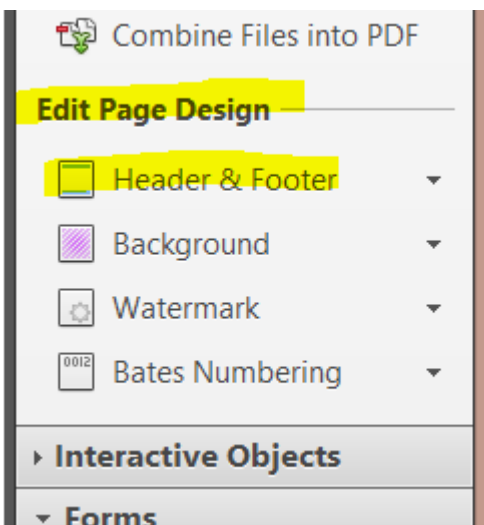 Combine Files into PDF
Edit Page Design
Header & Footer
Background
Watermark
0012
Bates Numbering
Interactive Objects
Forms